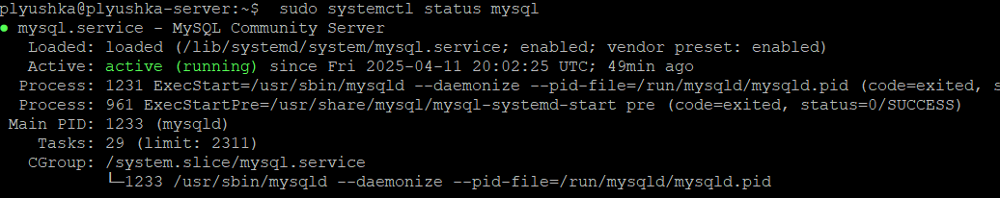 plyushka@plyushka-server:~$  sudo systemctl status mysql
● mysql.service - MySQL Community Server
   Loaded: loaded (/lib/systemd/system/mysql.service; enabled; vendor preset: enabled)
   Active: active (running) since Fri 2025-04-11 20:02:25 UTC; 49min ago
  Process: 1231 ExecStart=/usr/sbin/mysqld --daemonize --pid-file=/run/mysqld/mysqld.pid (code=exited, s
  Process: 961 ExecStartPre=/usr/share/mysql/mysql-systemd-start pre (code=exited, status=0/SUCCESS)
 Main PID: 1233 (mysqld)
    Tasks: 29 (limit: 2311)
   CGroup: /system.slice/mysql.service
           └─1233 /usr/sbin/mysqld --daemonize --pid-file=/run/mysqld/mysqld.pid